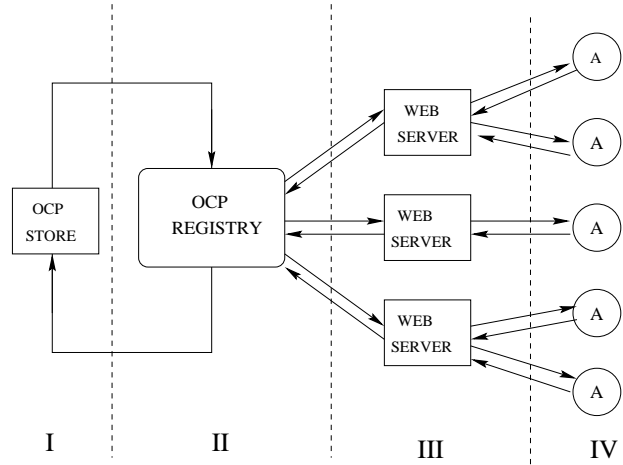 OCP
STORE
OCP
REGISTRY
WEB
SERVER
WEB
SERVER
WEB
SERVER
A
A
A
A
A
I
II
III
IV